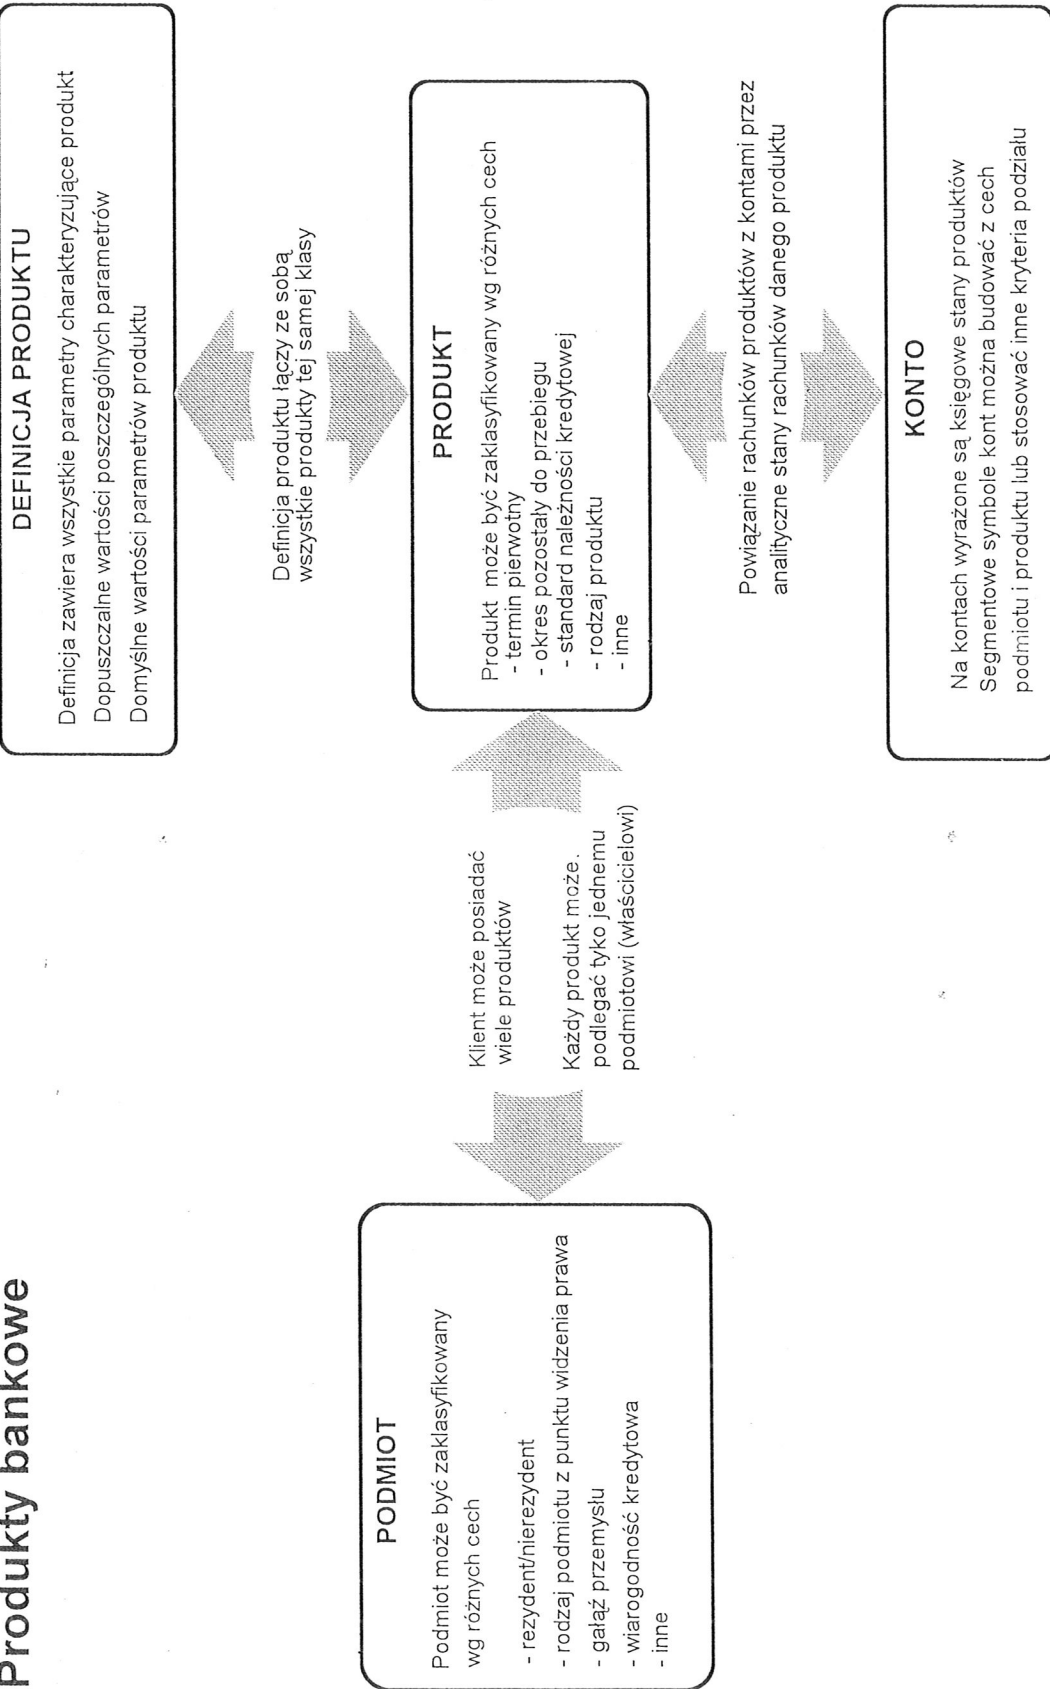 Produkty bankowe
PODMIOT
Podmiot może być zaklasyfikowany
wg różnych cech
- rezydent/nierezydent
- rodzaj podmiotu z punktu widzenia prawa
- gałąź przemysłu
- wiarogodność kredytowa
- inne
Klient może posiadać
wiele produktów
Każdy produkt może.
podlegać tyko jednemu
podmiotowi (właścicielowi)
DEFINICJA PRODUKTU
Definicja zawiera wszystkie parametry charakteryzujące produkt
Dopuszczalne wartości poszczególnych parametrów
Domyślne wartości parametrów produktu
Definicja produktu łączy ze sobą
wszystkie produkty tej samej klasy
PRODUKT
Produkt może być zaklasyfikowany wg różnych cech
- termin pierwotny
- okres pozostały do przebiegu
- standard należności kredytowej
- rodzaj produktu
- inne
Powiązanie rachunków produktów z kontami przez
analityczne stany rachunków danego produktu
KONTO
Na kontach wyrażone są księgowe stany produktów
Segmentowe symbole kont można budować z cech
podmiotu i produktu lub stosować inne kryteria podziału